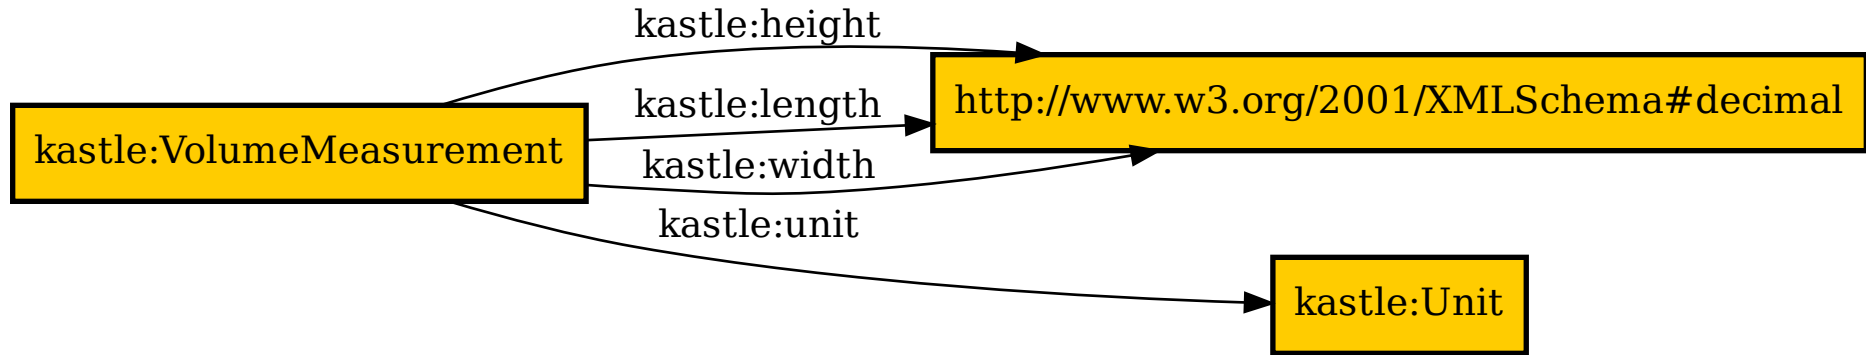 kastle:height
kastle:length
http://www.w3.org/2001/XMLSchema#decimal
kastle:VolumeMeasurement
kastle:width
kastle:unit
kastle:Unit